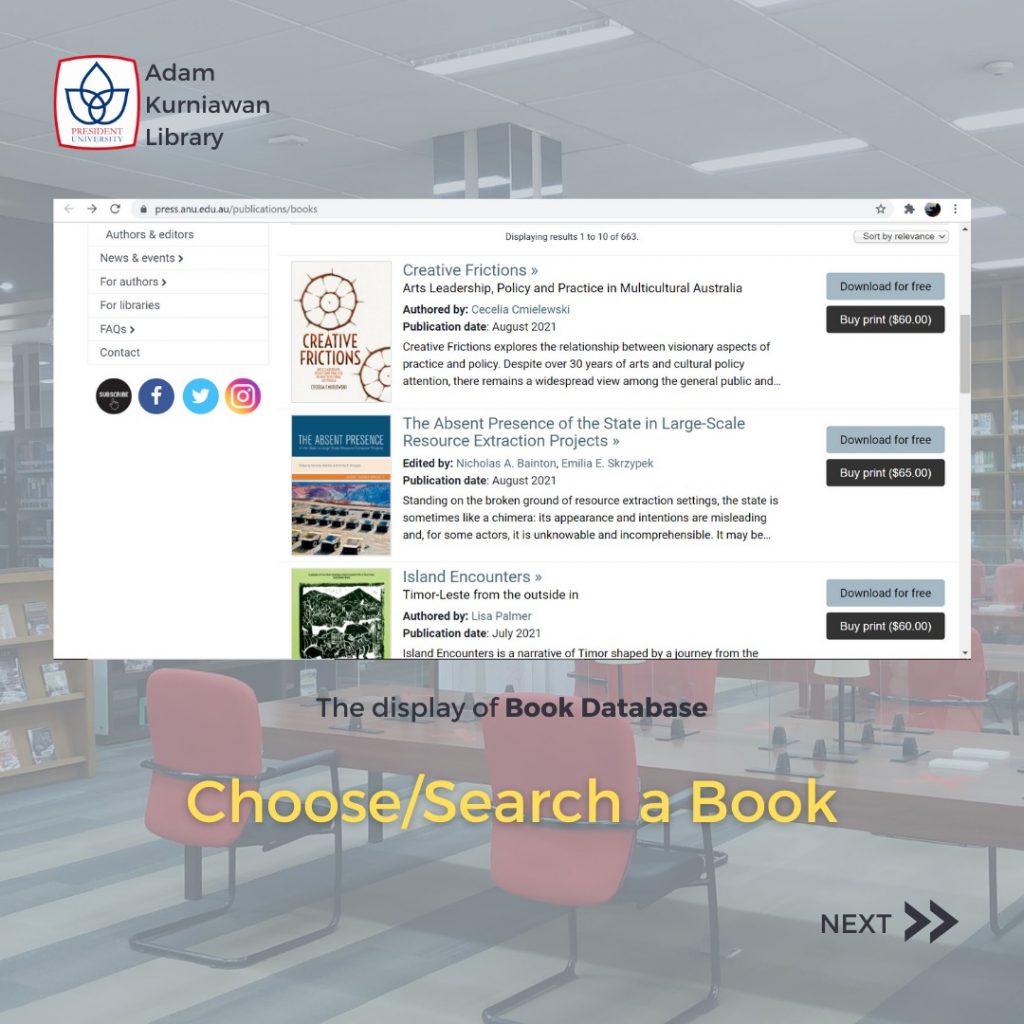 PRESIDENT
UNIVERSITY
Adam
Kurniawan
Library
press.anu.edu.au/publications/books
Authors & editors
News & events
For authors
For libraries
FAQs
Contact
SUBSCRIBE
Displaying results 1 to 10 of 663.
Sort by relevance
CREATIVE
FRICTIONS
CECELIA CMIELEWSKI
Creative Frictions »
Arts Leadership, Policy and Practice in Multicultural Australia
Authored by: Cecelia Cmielewski
Publication date: August 2021
Creative Frictions explores the relationship between visionary aspects of
practice and policy. Despite over 30 years of arts and cultural policy
attention, there remains a widespread view among the general public and...
Download for free
Buy print ($60.00)
THE ABSENT PRESENCE
The Absent Presence of the State in Large-Scale
Resource Extraction Projects »
Edited by: Nicholas A. Bainton, Emilia E. Skrzypek
Publication date: August 2021
Standing on the broken ground of resource extraction settings, the state is
sometimes like a chimera: its appearance and intentions are misleading
and, for some actors, it is unknowable and incomprehensible. It may be...
Download for free
Buy print ($65.00)
Island Encounters »
Timor-Leste from the outside in
Authored by: Lisa Palmer
Publication date: July 2021
Island Encounters is a narrative of Timor shaped by a journey from the
Download for free
Buy print ($60.00)
The display of Book Database
Choose/Search a Book
NEXT